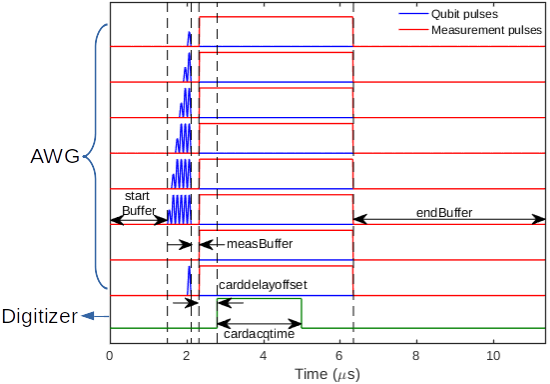 Qubit pulses
Measurement pulses
AWG
start
Buffer
endBuffer
measBuffer
carddelayoffset
Digitizer
cardacqtime
0 2 4 6 8 10
Time (μs)